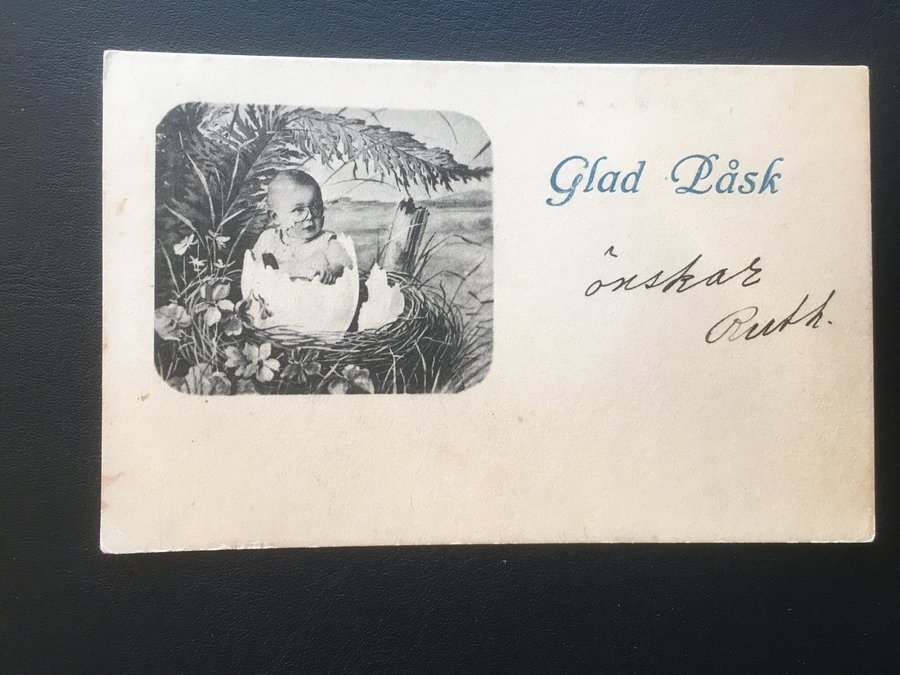 Glad Påsk
önskar
Ruth.